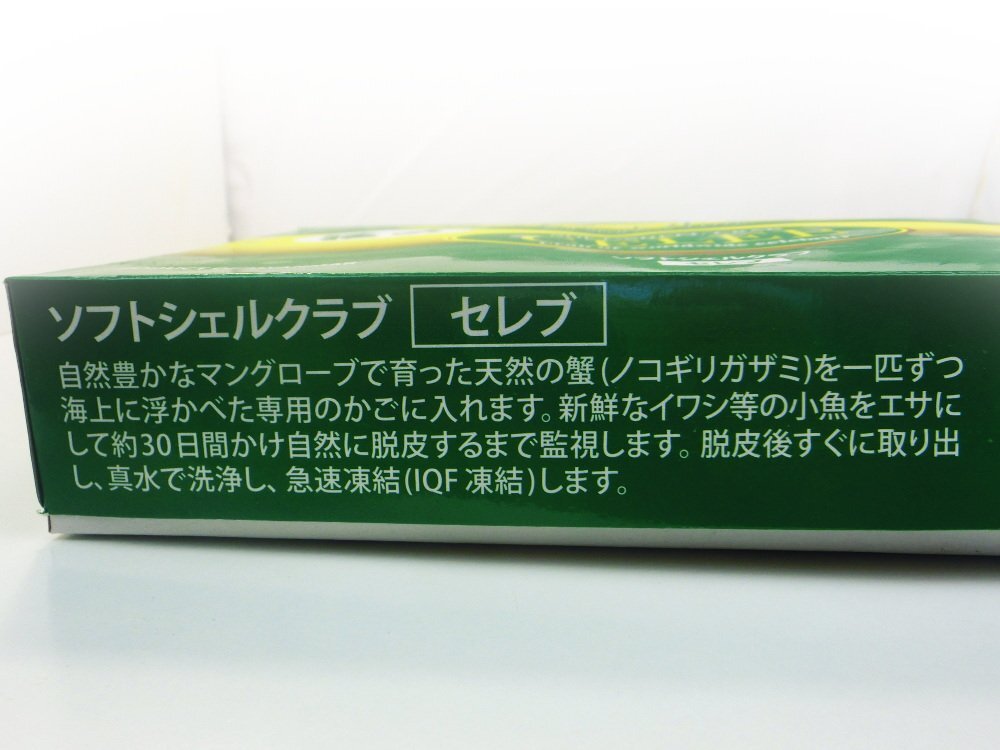 ソフトシェルクラブ セレブ
自然豊かなマングローブで育った天然の蟹(ノコギリガザミ)を一匹ずつ
海上に浮かべた専用のかごに入れます。新鮮なイワシ等の小魚をエサに
して約30日間かけ自然に脱皮するまで監視します。脱皮後すぐに取り出
し、真水で洗浄し、急速凍結(IQF 凍結)します。